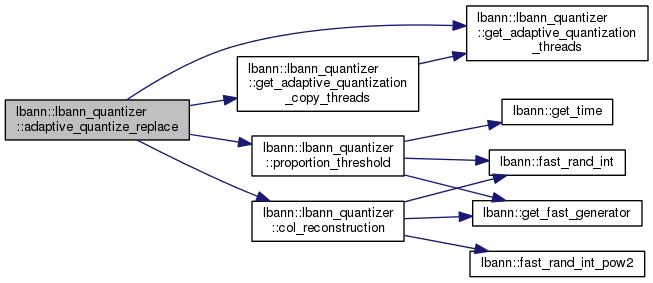 lbann::lbann_quantizer
::adaptive_quantize_replace
lbann::lbann_quantizer
::get_adaptive_quantization
_copy_threads
lbann::lbann_quantizer
::get_adaptive_quantization
_threads
lbann::lbann_quantizer
::proportion_threshold
lbann::lbann_quantizer
::col_reconstruction
lbann::get_time
lbann::fast_rand_int
lbann::get_fast_generator
lbann::fast_rand_int_pow2